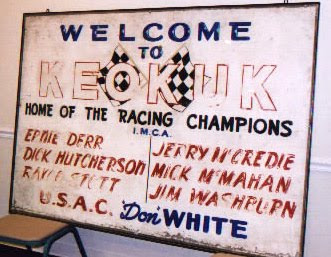 WELCOME
TO
KEOKUK
HOME OF THE RACING CHAMPIONS
I.M.C.A.
ERNIE DERR
DICK HUTCHERSON
RAMO STOTT
JERRY McCREDIE
MICK McMAHAN
JIM WASHBURN
U.S.A.C. "Don" WHITE